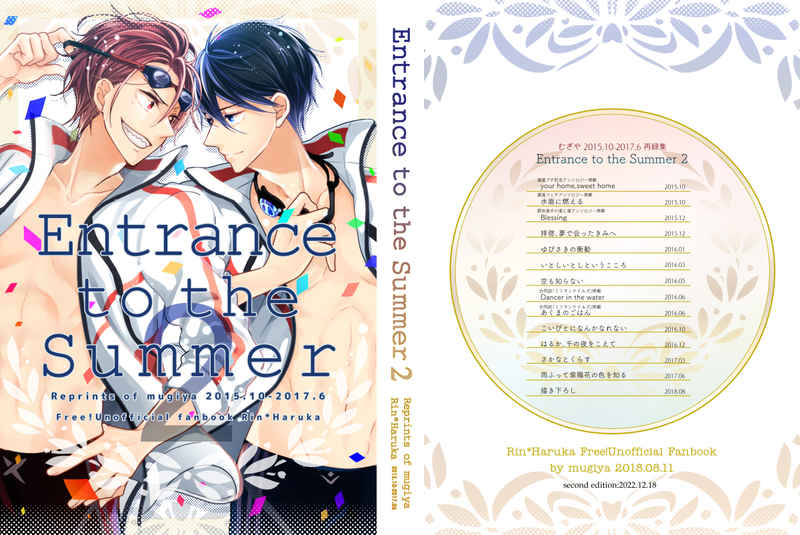 Entrance
to the
Summer
2
Reprints of mugiya 2015.10-2017.6
Free!Unofficial fanbook Rin*Haruka
Entrance to the Summer 2
Reprints of mugiya
Rin*Haruka 2015.10-2017.06
むぎや 2015.10-2017.6 再録集
Entrance to the Summer 2
your home,sweet home 2015.10
水面に燃える 2015.10
Blessing 2015.12
拝啓、夢で会ったきみへ 2015.12
ゆびさきの衝動 2016.01
いとしいとしというこころ 2016.03
空も知らない 2016.05
Dancer in the water 2016.06
あくまのごはん 2016.06
こいびとになんかなれない 2016.10
はるか、千の夜をこえて 2016.12
さかなとくらす 2017.03
雨ふって紫陽花の色を知る 2017.06
描き下ろし 2018.08
Rin*Haruka Free!Unofficial Fanbook
by mugiya 2018.08.11
second edition:2022.12.18